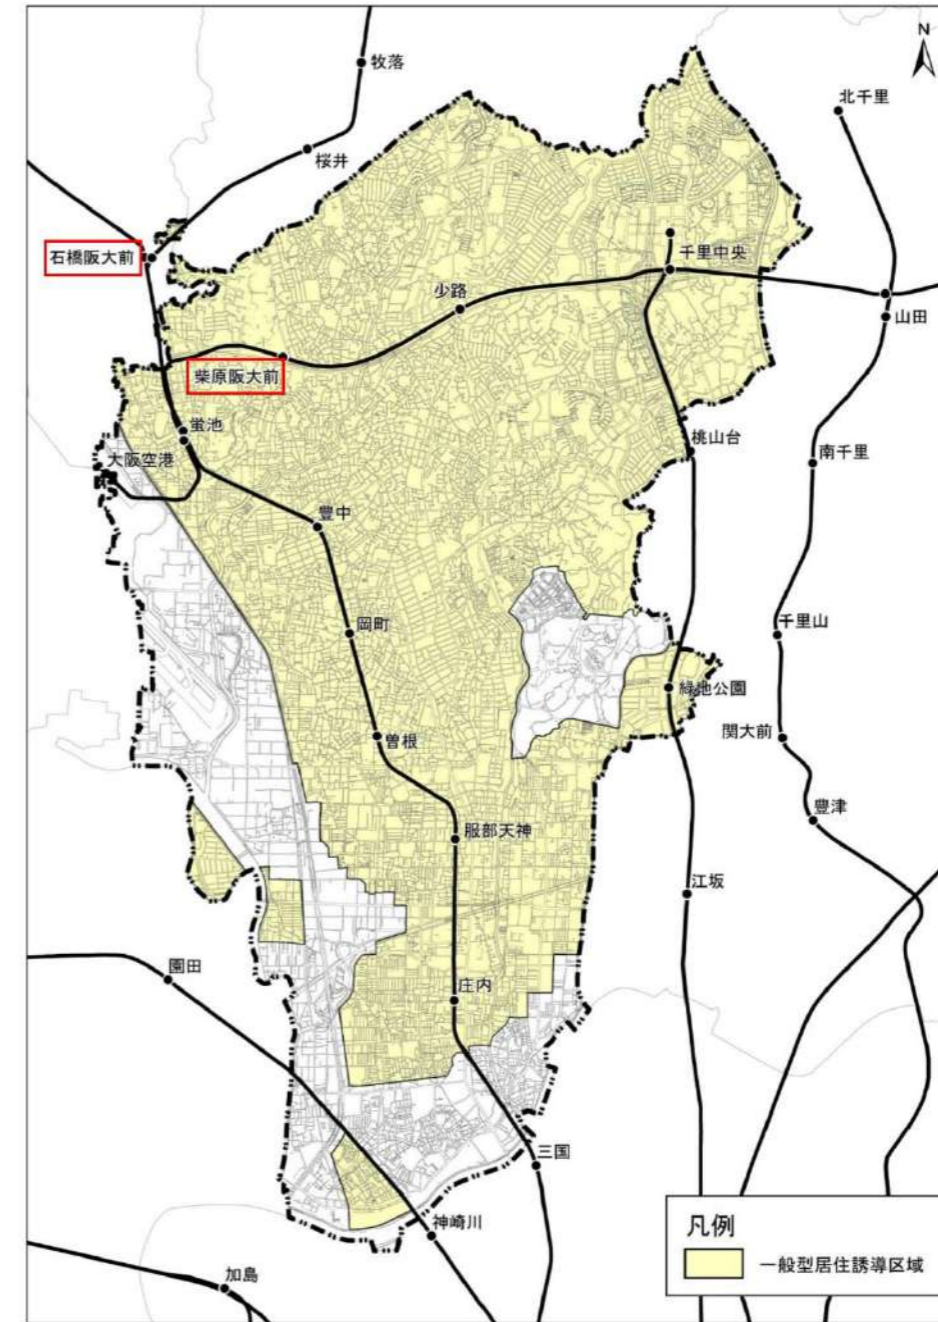 N
牧落
北千里
桜井
石橋阪大前
千里中央
少路
山田
柴原阪大前
蛍池
桃山台
大阪空港
南千里
豊中
岡町
千里山
緑地公園
関大前
曽根
豊津
服部天神
江坂
園田
庄内
三国
凡例
神崎川
一般型居住誘導区域
加島